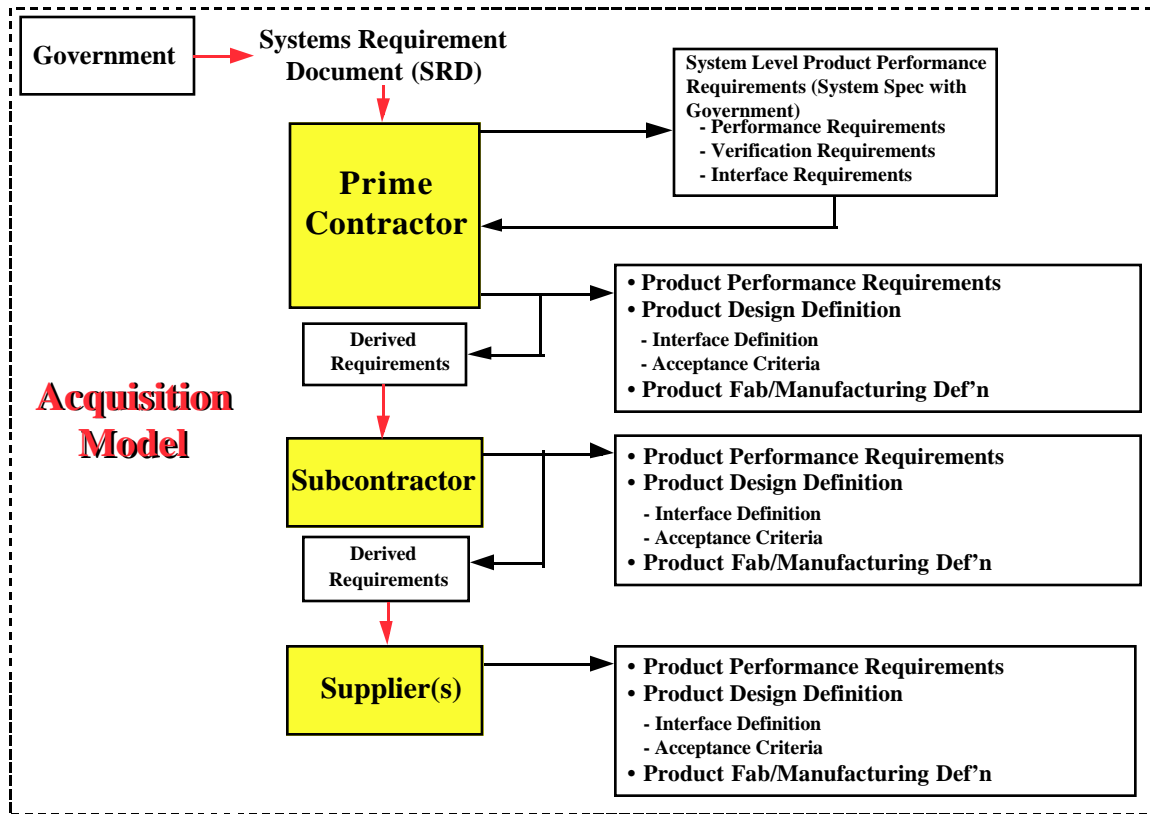 Government
Systems Requirement
Document (SRD)
System Level Product Performance
Requirements (System Spec with
Government)
- Performance Requirements
- Verification Requirements
- Interface Requirements
Prime
Contractor
• Product Performance Requirements
• Product Design Definition
- Interface Definition
- Acceptance Criteria
• Product Fab/Manufacturing Def'n
Derived
Requirements
Acquisition
Model
Subcontractor
• Product Performance Requirements
• Product Design Definition
- Interface Definition
- Acceptance Criteria
• Product Fab/Manufacturing Def'n
Derived
Requirements
Supplier(s)
• Product Performance Requirements
• Product Design Definition
- Interface Definition
- Acceptance Criteria
• Product Fab/Manufacturing Def'n